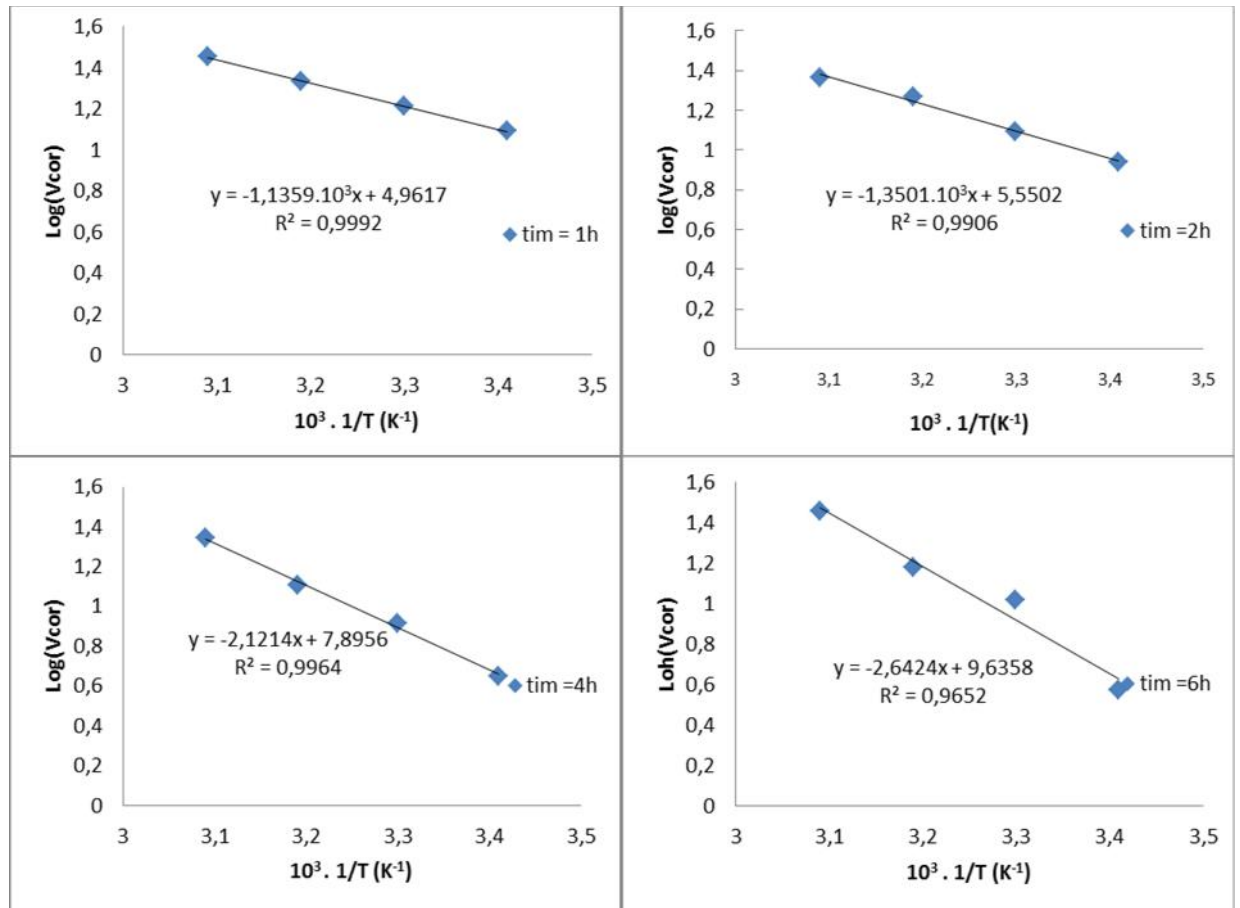 1,6
1,4
1,2
1
0,8
0,6
0,4
0,2
0
Log(Vcor)
y = -1,1359.10³x + 4,9617
R² = 0,9992
tim = 1h
3 3,1 3,2 3,3 3,4 3,5
10³ . 1/T (K⁻¹)
1,6
1,4
1,2
1
0,8
0,6
0,4
0,2
0
log(Vcor)
y = -1,3501.10³x + 5,5502
R² = 0,9906
tim =2h
3 3,1 3,2 3,3 3,4 3,5
10³ . 1/T(K⁻¹)
1,6
1,4
1,2
1
0,8
0,6
0,4
0,2
0
Log(Vcor)
y = -2,1214x + 7,8956
R² = 0,9964
tim =4h
3 3,1 3,2 3,3 3,4 3,5
10³ . 1/T (K⁻¹)
1,6
1,4
1,2
1
0,8
0,6
0,4
0,2
0
Loh(Vcor)
y = -2,6424x + 9,6358
R² = 0,9652
tim =6h
3 3,1 3,2 3,3 3,4 3,5
10³ . 1/T (K⁻¹)